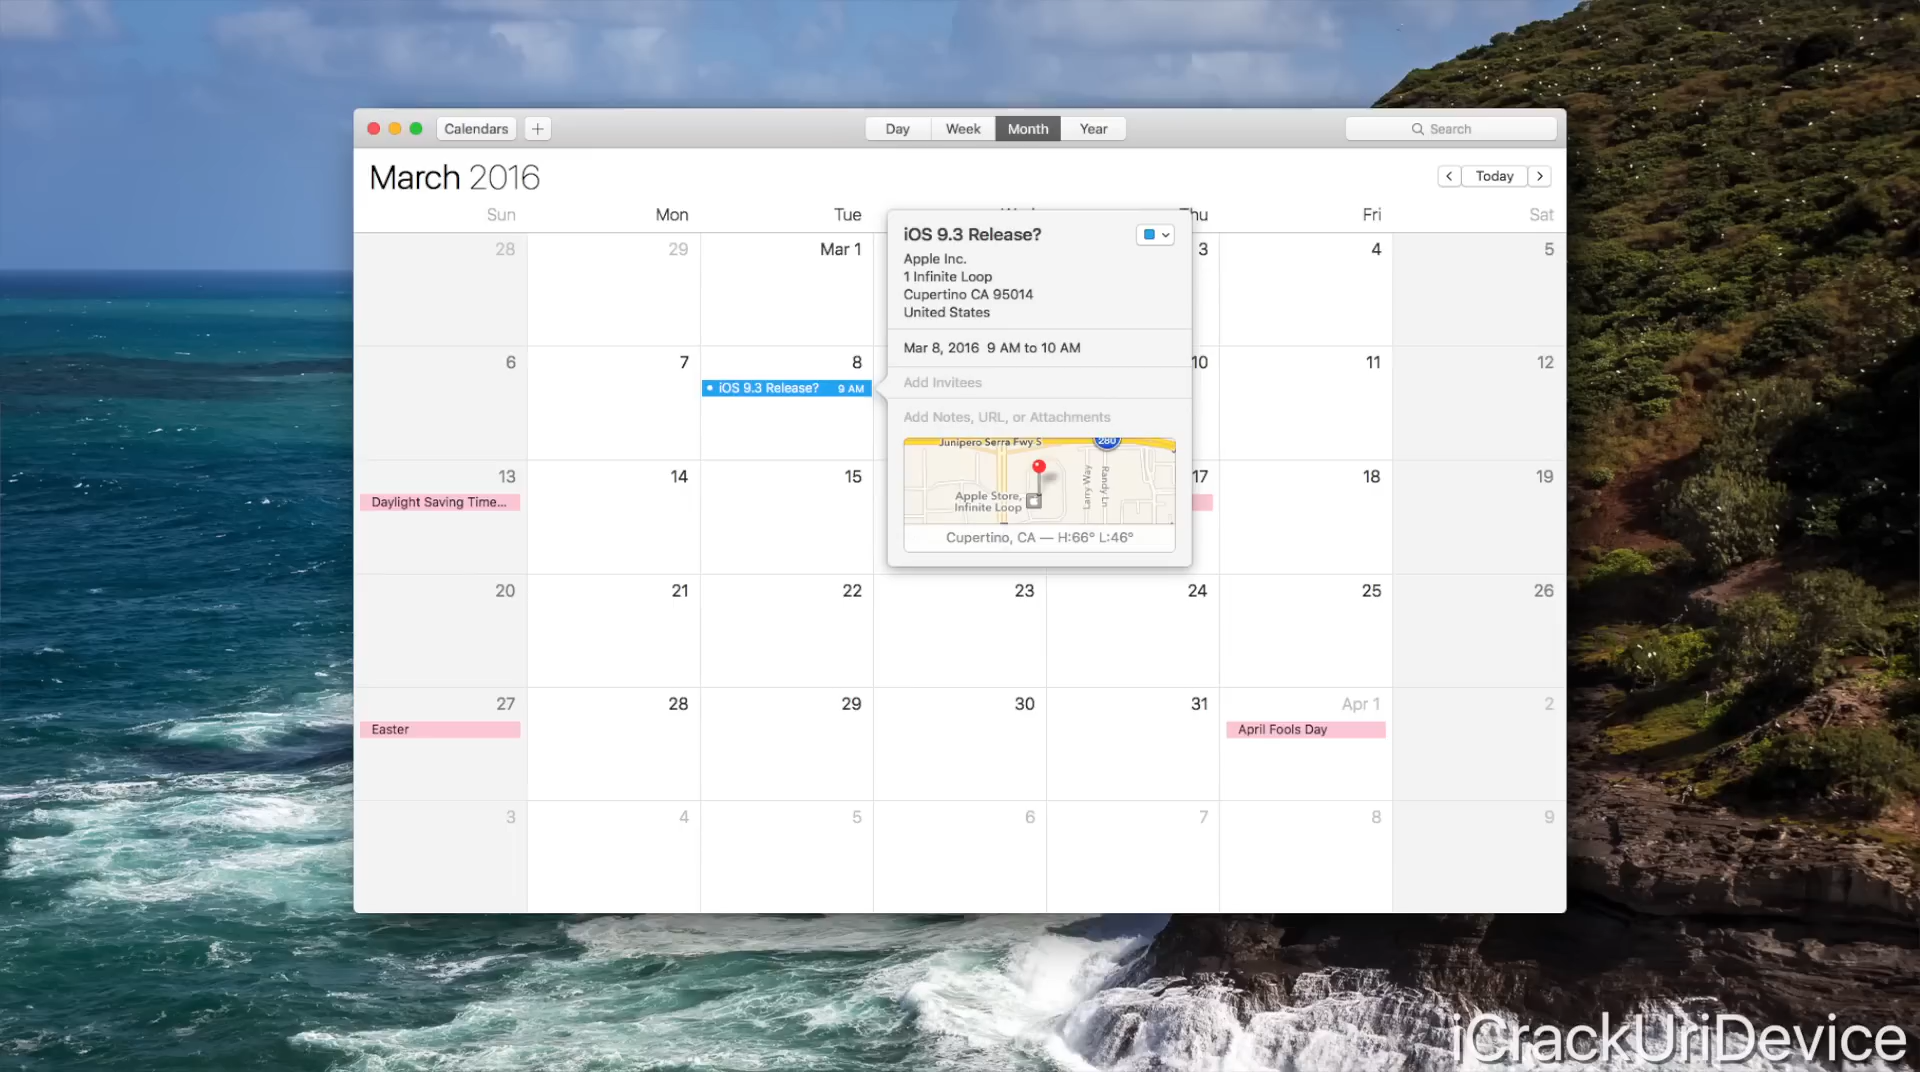 Calendars +
Day Week Month Year
Search
March 2016
Today
Sun Mon Tue Thu Fri Sat
28 29 Mar 1 3 4 5
iOS 9.3 Release?
Apple Inc.
1 Infinite Loop
Cupertino CA 95014
United States
Mar 8, 2016 9 AM to 10 AM
Add Invitees
Add Notes, URL, or Attachments
Junipero Serra Fwy S
280
Larry Way
Randy Ln
Apple Store,
Infinite Loop
Cupertino, CA — H:66° L:46°
6 7 8 10 11 12
iOS 9.3 Release? 9 AM
13 14 15 17 18 19
Daylight Saving Time...
20 21 22 23 24 25 26
27 28 29 30 31 Apr 1 2
Easter
April Fools Day
3 4 5 6 7 8 9
iCrackUriDevice